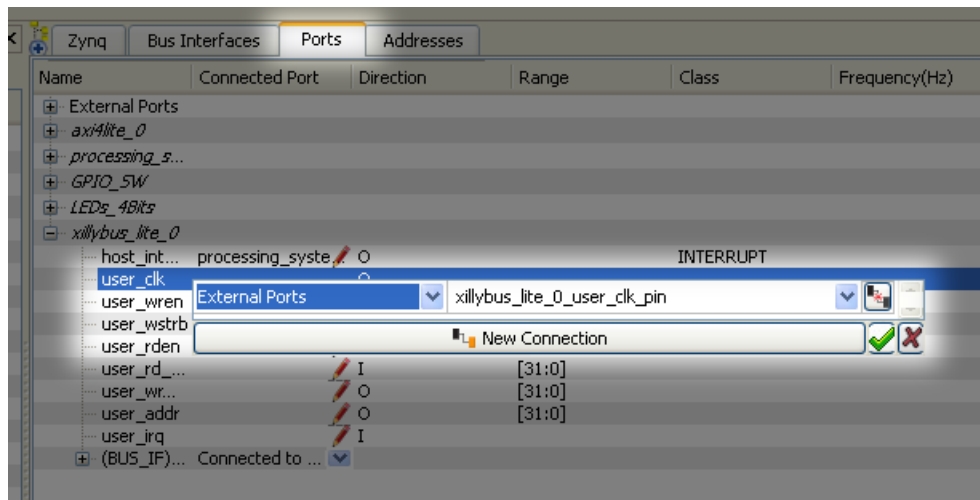 Zynq Bus Interfaces Ports Addresses
Name Connected Port Direction Range Class Frequency(Hz)
External Ports
axi4lite_0
processing_s...
GPIO_SW
LEDs_4Bits
xillybus_lite_0
host_int... processing_syste... O INTERRUPT
user_clk O
user_wren External Ports xillybus_lite_0_user_clk_pin
user_wstrb
New Connection
user_rden
user_rd_... I [31:0]
user_wr... O [31:0]
user_addr O [31:0]
user_irq I
(BUS_IF)... Connected to ...